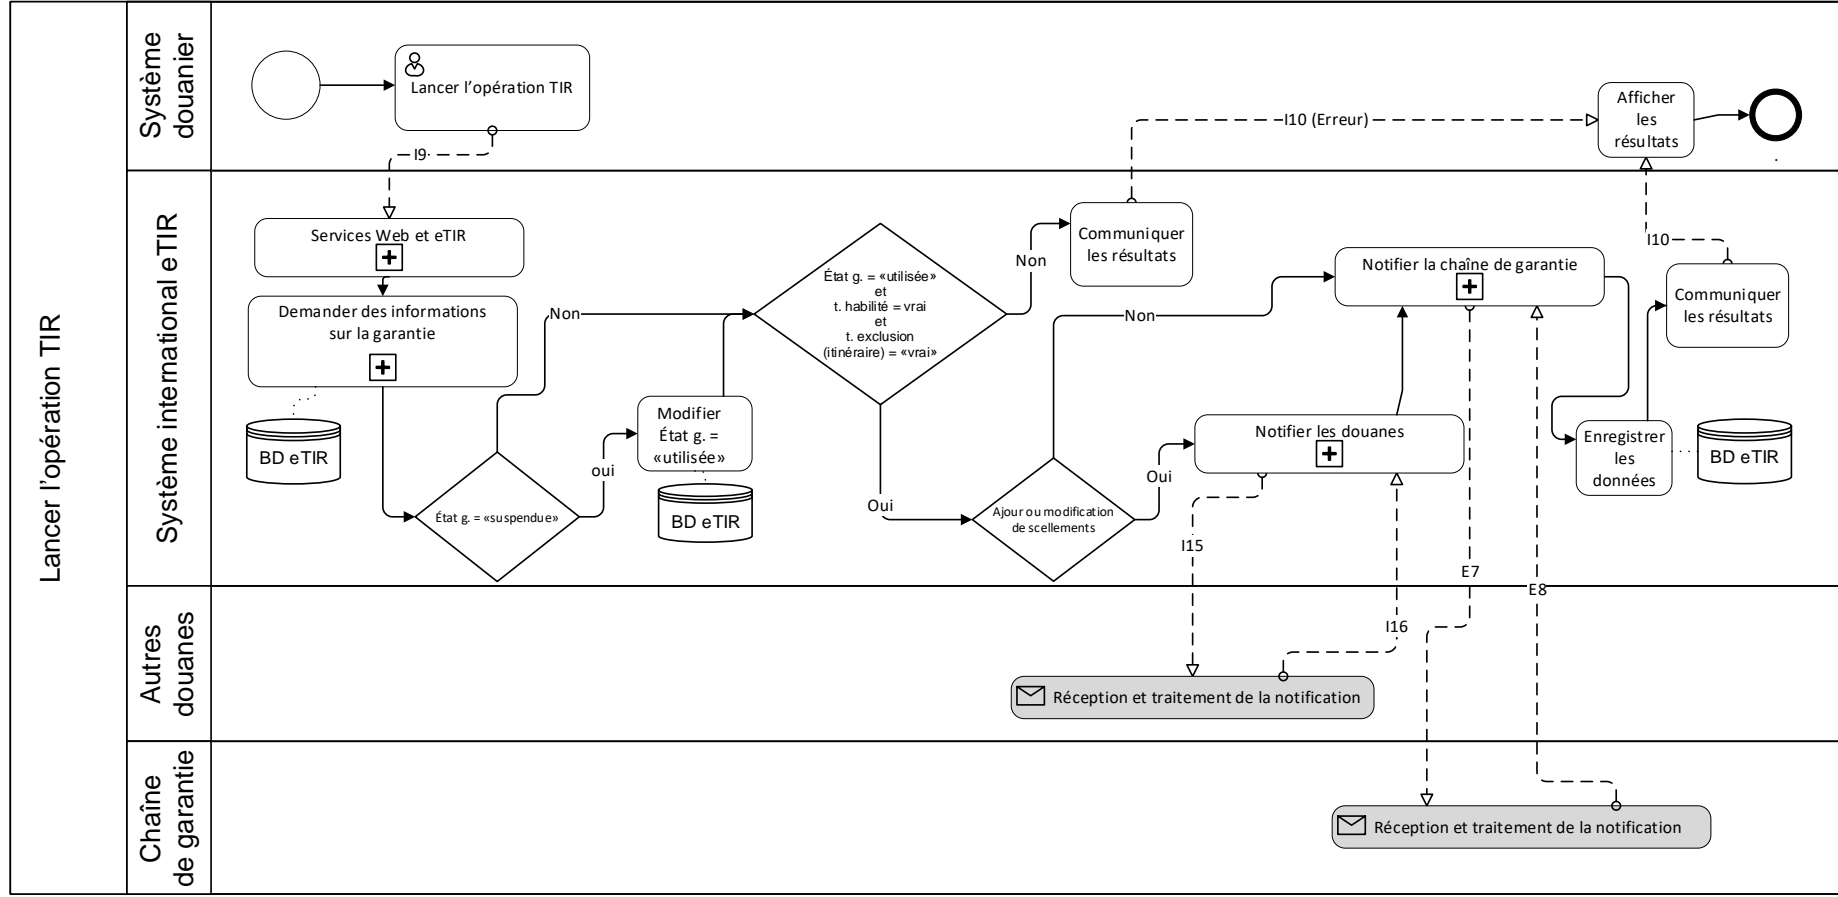 Lancer l’opération TIR
Système
douanier
Lancer l’opération TIR
I9
I10 (Erreur)
Afficher
les
résultats
Système international eTIR
Services Web et eTIR
Demander des informations
sur la garantie
BD eTIR
État g. = «suspendue»
Non
oui
Modifier
État g. =
«utilisée»
BD eTIR
État g. = «utilisée»
et
t. habilité = vrai
et
t. exclusion
(itinéraire) = «vrai»
Non
Oui
Communiquer
les résultats
Ajour ou modification
de scellements
Non
Oui
Notifier les douanes
Notifier la chaîne de garantie
Enregistrer
les
données
BD eTIR
Communiquer
les résultats
I10
I15
I16
E7
E8
Autres
douanes
Réception et traitement de la notification
Chaîne
de garantie
Réception et traitement de la notification